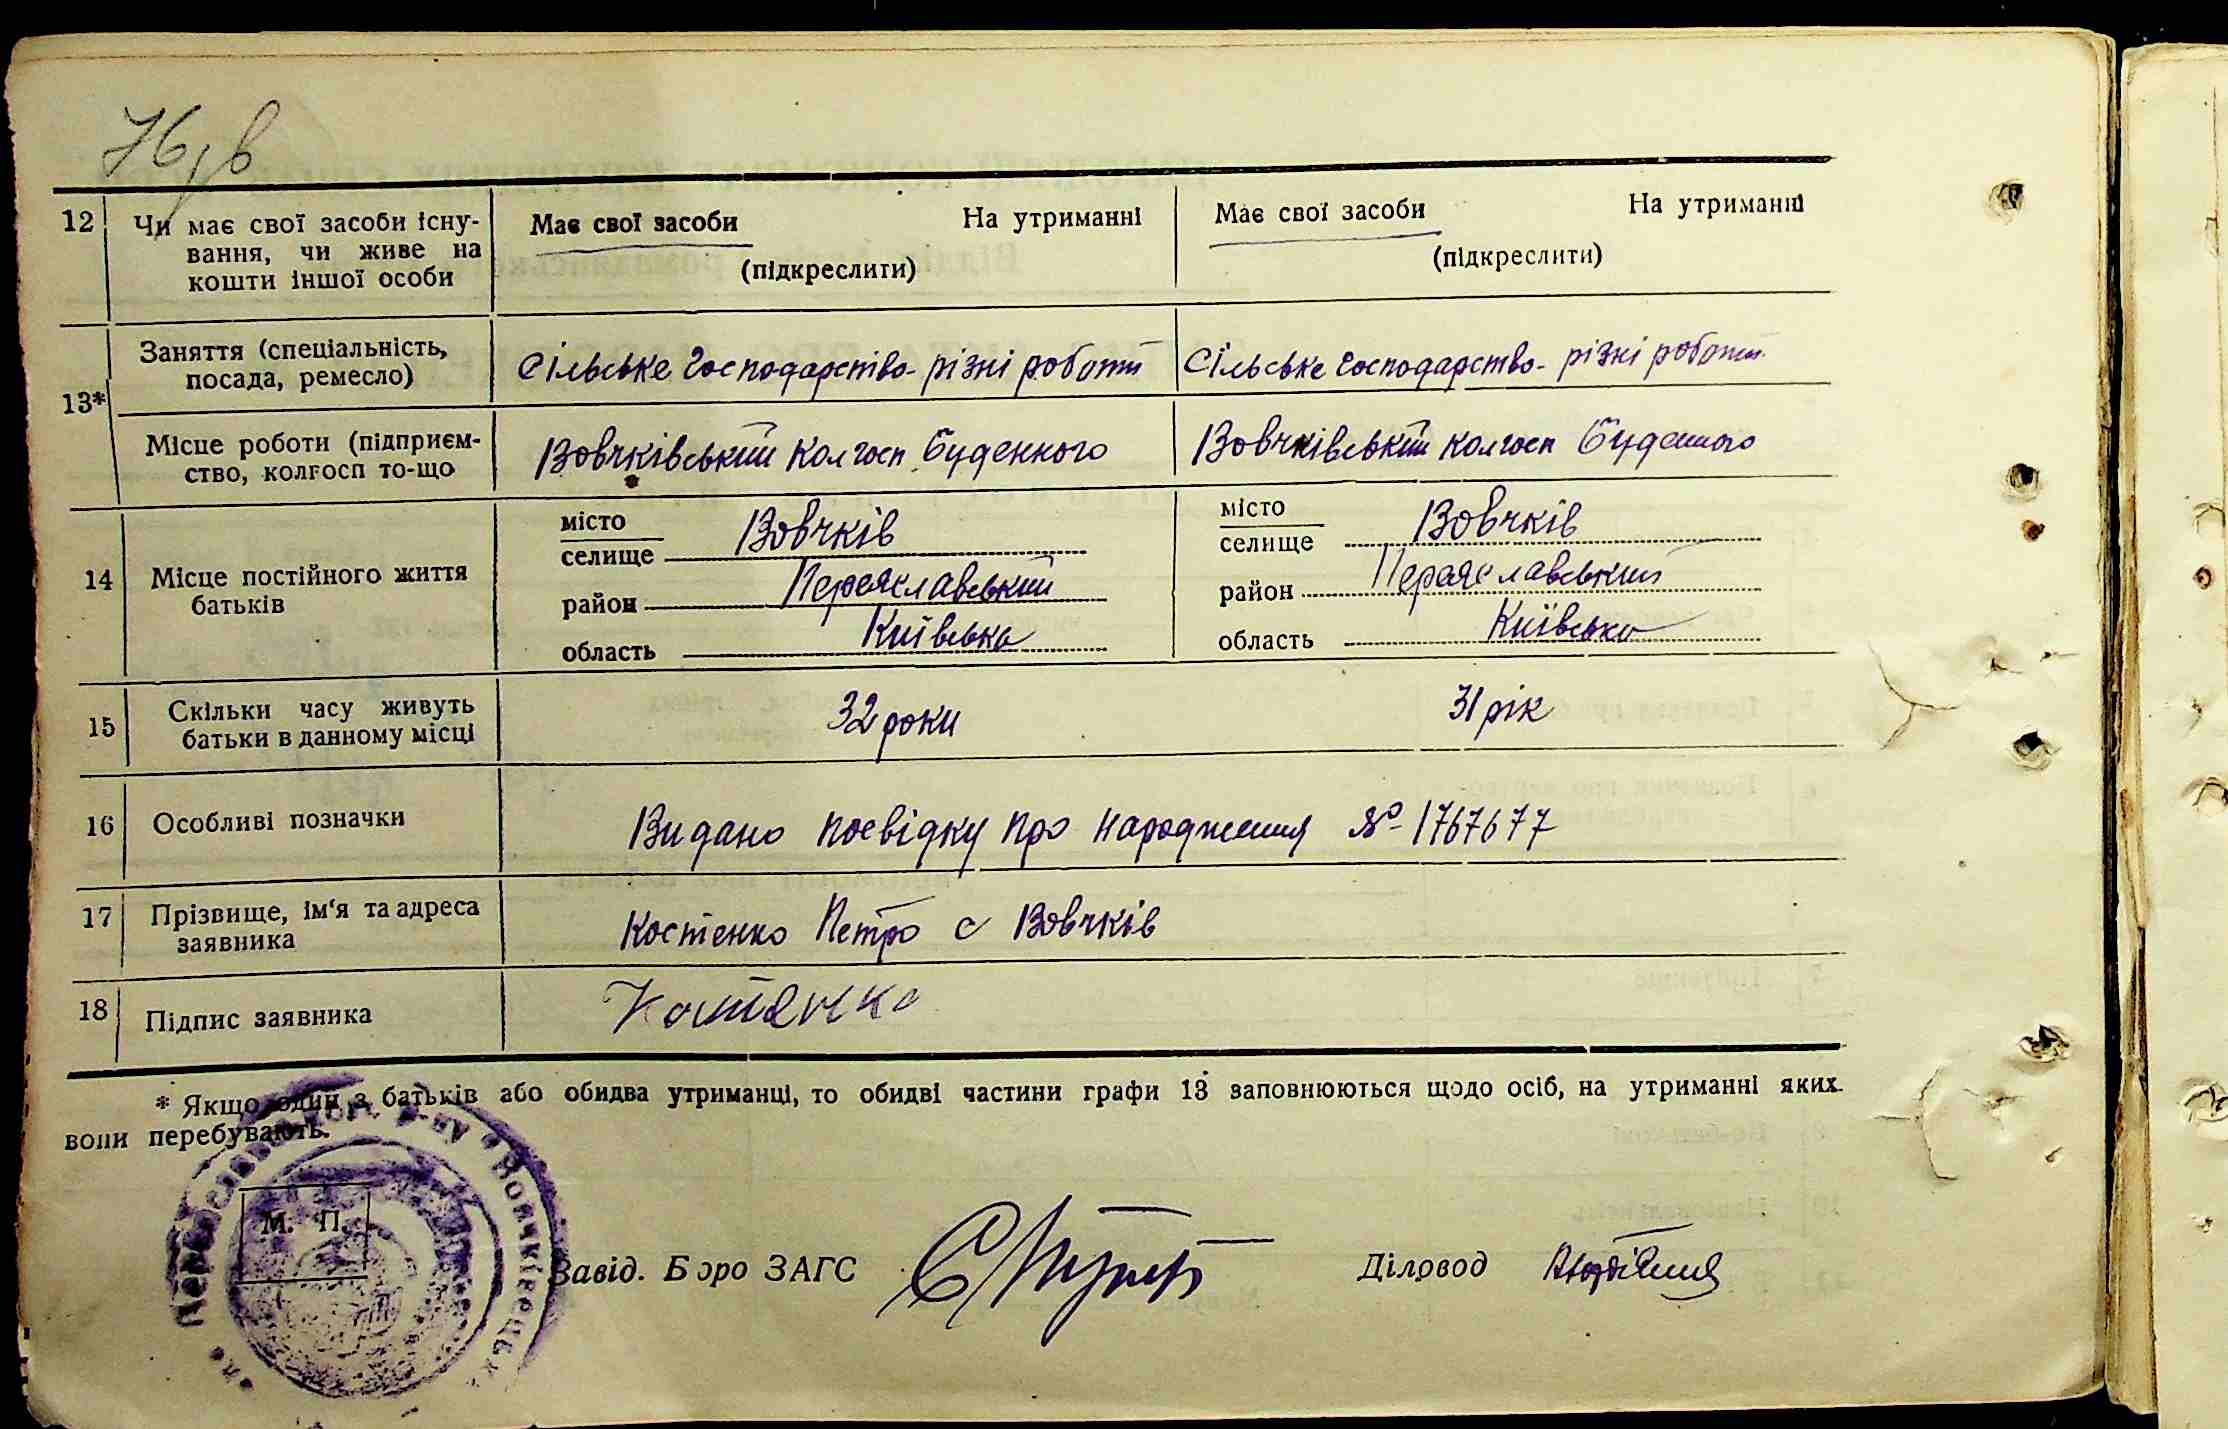 76, в
12 Чи має свої засоби існу- Має свої засоби На утриманні Має свої засоби На утриманні
вання, чи живе на (підкреслити) (підкреслити)
кошти іншої особи
13* Заняття (спеціальність, Сільське господарство- різні роботи Сільське господарство- різні роботи
посада, ремесло)
Місце роботи (підприєм- Вовчківський колгосп Буденного Вовчківський колгосп Буденного
ство, колгосп то-що
14 Місце постійного життя батьків
місто
селище Вовчків
район Переяславський
область Київська
місто
селище Вовчків
район Переяславський
область Київська
15 Скільки часу живуть 32 роки 31 рік
батьки в данному місці
16 Особливі позначки Видано посвідку про народження № 1767677
17 Прізвище, ім'я та адреса Костенко Петро с Вовчків
заявника
18 Підпис заявника Костенко
* Якщо один з батьків або обидва утриманці, то обидві частини графи 13 заповнюються щодо осіб, на утриманні яких
вони перебувають.
М. П.
Завід. Бюро ЗАГС Діловод